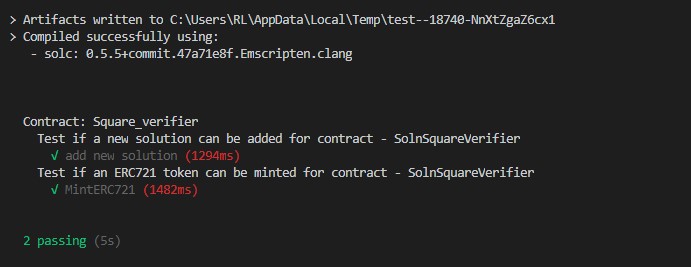 > Artifacts written to C:\Users\RL\AppData\Local\Temp\test--18740-NnXtZgaZ6cx1
> Compiled successfully using:
- solc: 0.5.5+commit.47a71e8f.Emscripten.clang
Contract: Square_verifier
Test if a new solution can be added for contract - SolnSquareVerifier
√ add new solution (1294ms)
Test if an ERC721 token can be minted for contract - SolnSquareVerifier
√ MintERC721 (1482ms)
2 passing (5s)